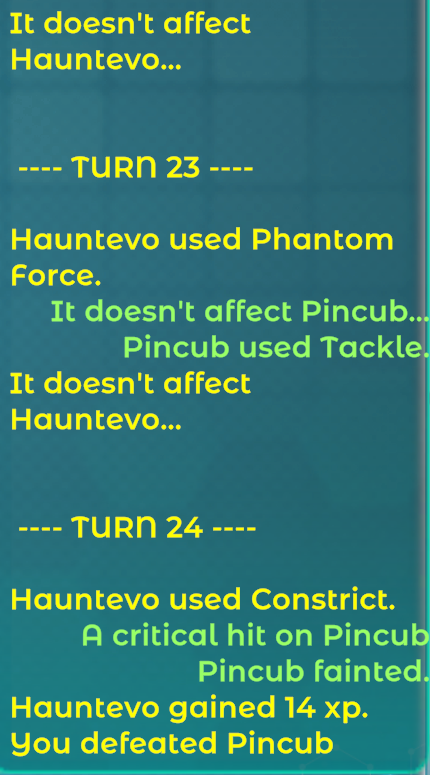 It doesn't affect
Hauntevo...
---- TURN 23 ----
Hauntevo used Phantom
Force.
It doesn't affect Pincub...
Pincub used Tackle.
It doesn't affect
Hauntevo...
---- TURN 24 ----
Hauntevo used Constrict.
A critical hit on Pincub
Pincub fainted.
Hauntevo gained 14 xp.
You defeated Pincub